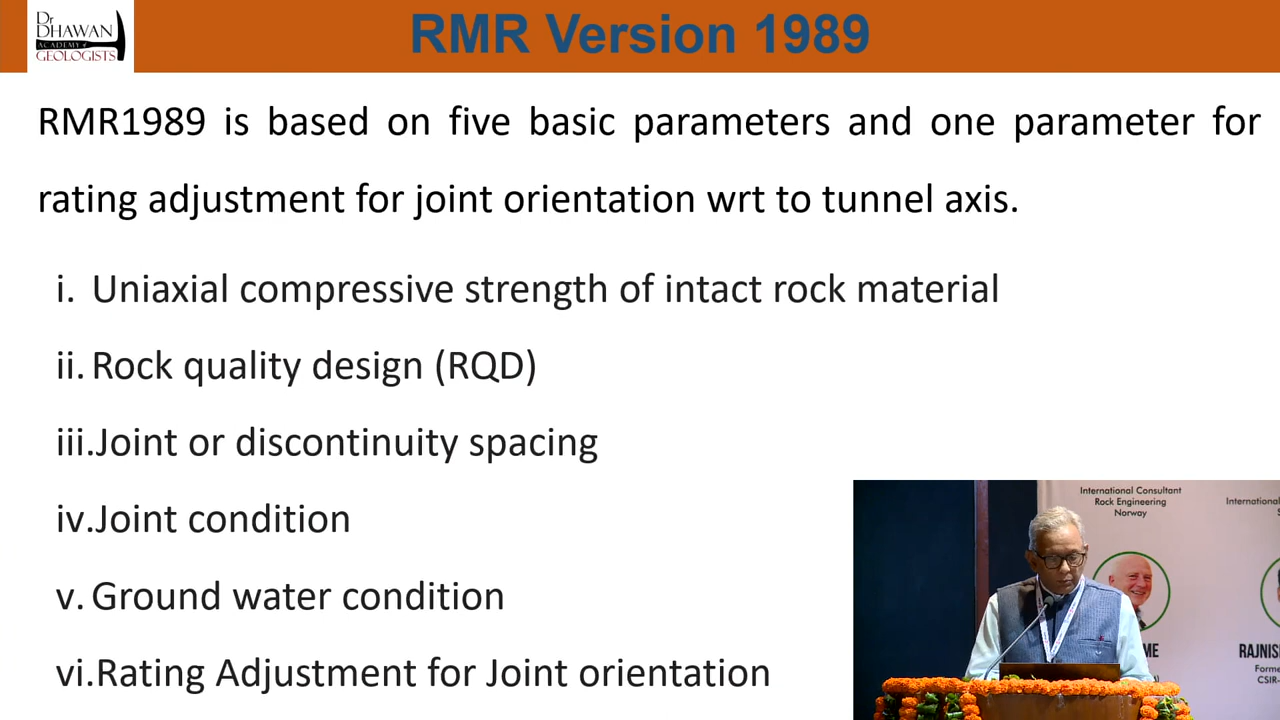 Dr
DHAWAN
ACADEMY of
GEOLOGISTS
RMR Version 1989
RMR1989 is based on five basic parameters and one parameter for
rating adjustment for joint orientation wrt to tunnel axis.
i. Uniaxial compressive strength of intact rock material
ii. Rock quality design (RQD)
iii.Joint or discontinuity spacing
iv.Joint condition
v. Ground water condition
vi.Rating Adjustment for Joint orientation
International Consultant
Rock Engineering
Norway
International
ME
RAJNIS
Forme
CSIR-